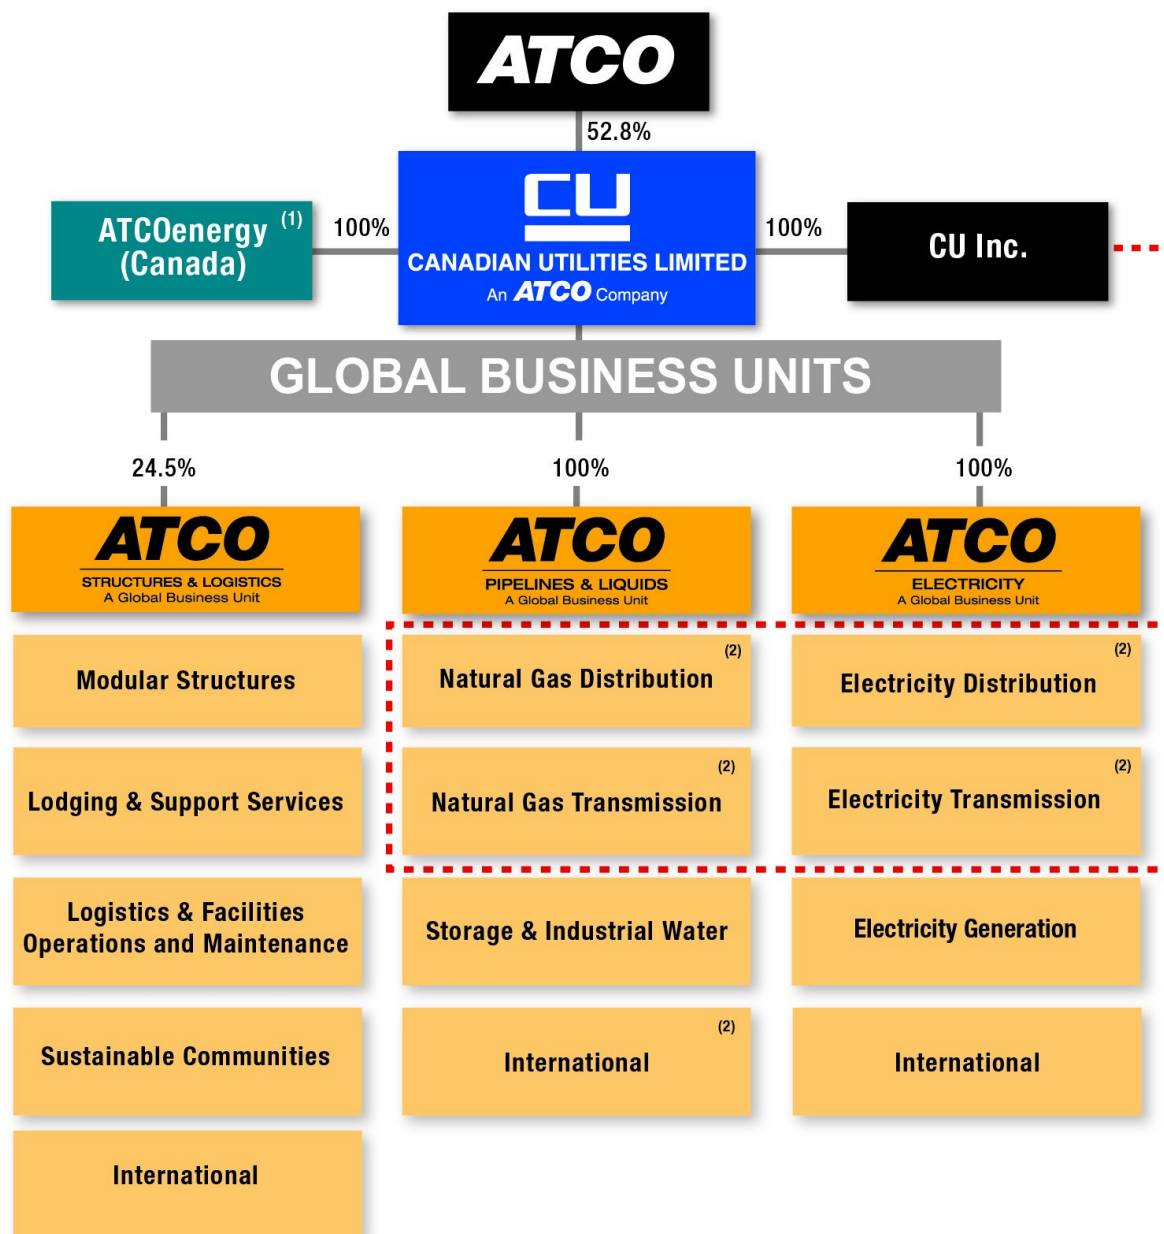 ATCO
52.8%
ATCOenergy (1)
(Canada)
100%
CU
CANADIAN UTILITIES LIMITED
An ATCO Company
100%
CU Inc.
GLOBAL BUSINESS UNITS
24.5%
100%
100%
ATCO
STRUCTURES & LOGISTICS
A Global Business Unit
ATCO
PIPELINES & LIQUIDS
A Global Business Unit
ATCO
ELECTRICITY
A Global Business Unit
Modular Structures
Natural Gas Distribution (2)
Electricity Distribution (2)
Lodging & Support Services
Natural Gas Transmission (2)
Electricity Transmission (2)
Logistics & Facilities
Operations and Maintenance
Storage & Industrial Water
Electricity Generation
Sustainable Communities
International (2)
International
International